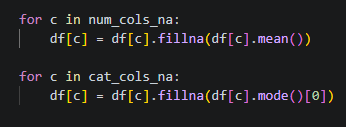 for c in num_cols_na:
    df[c] = df[c].fillna(df[c].mean())
for c in cat_cols_na:
    df[c] = df[c].fillna(df[c].mode()[0])